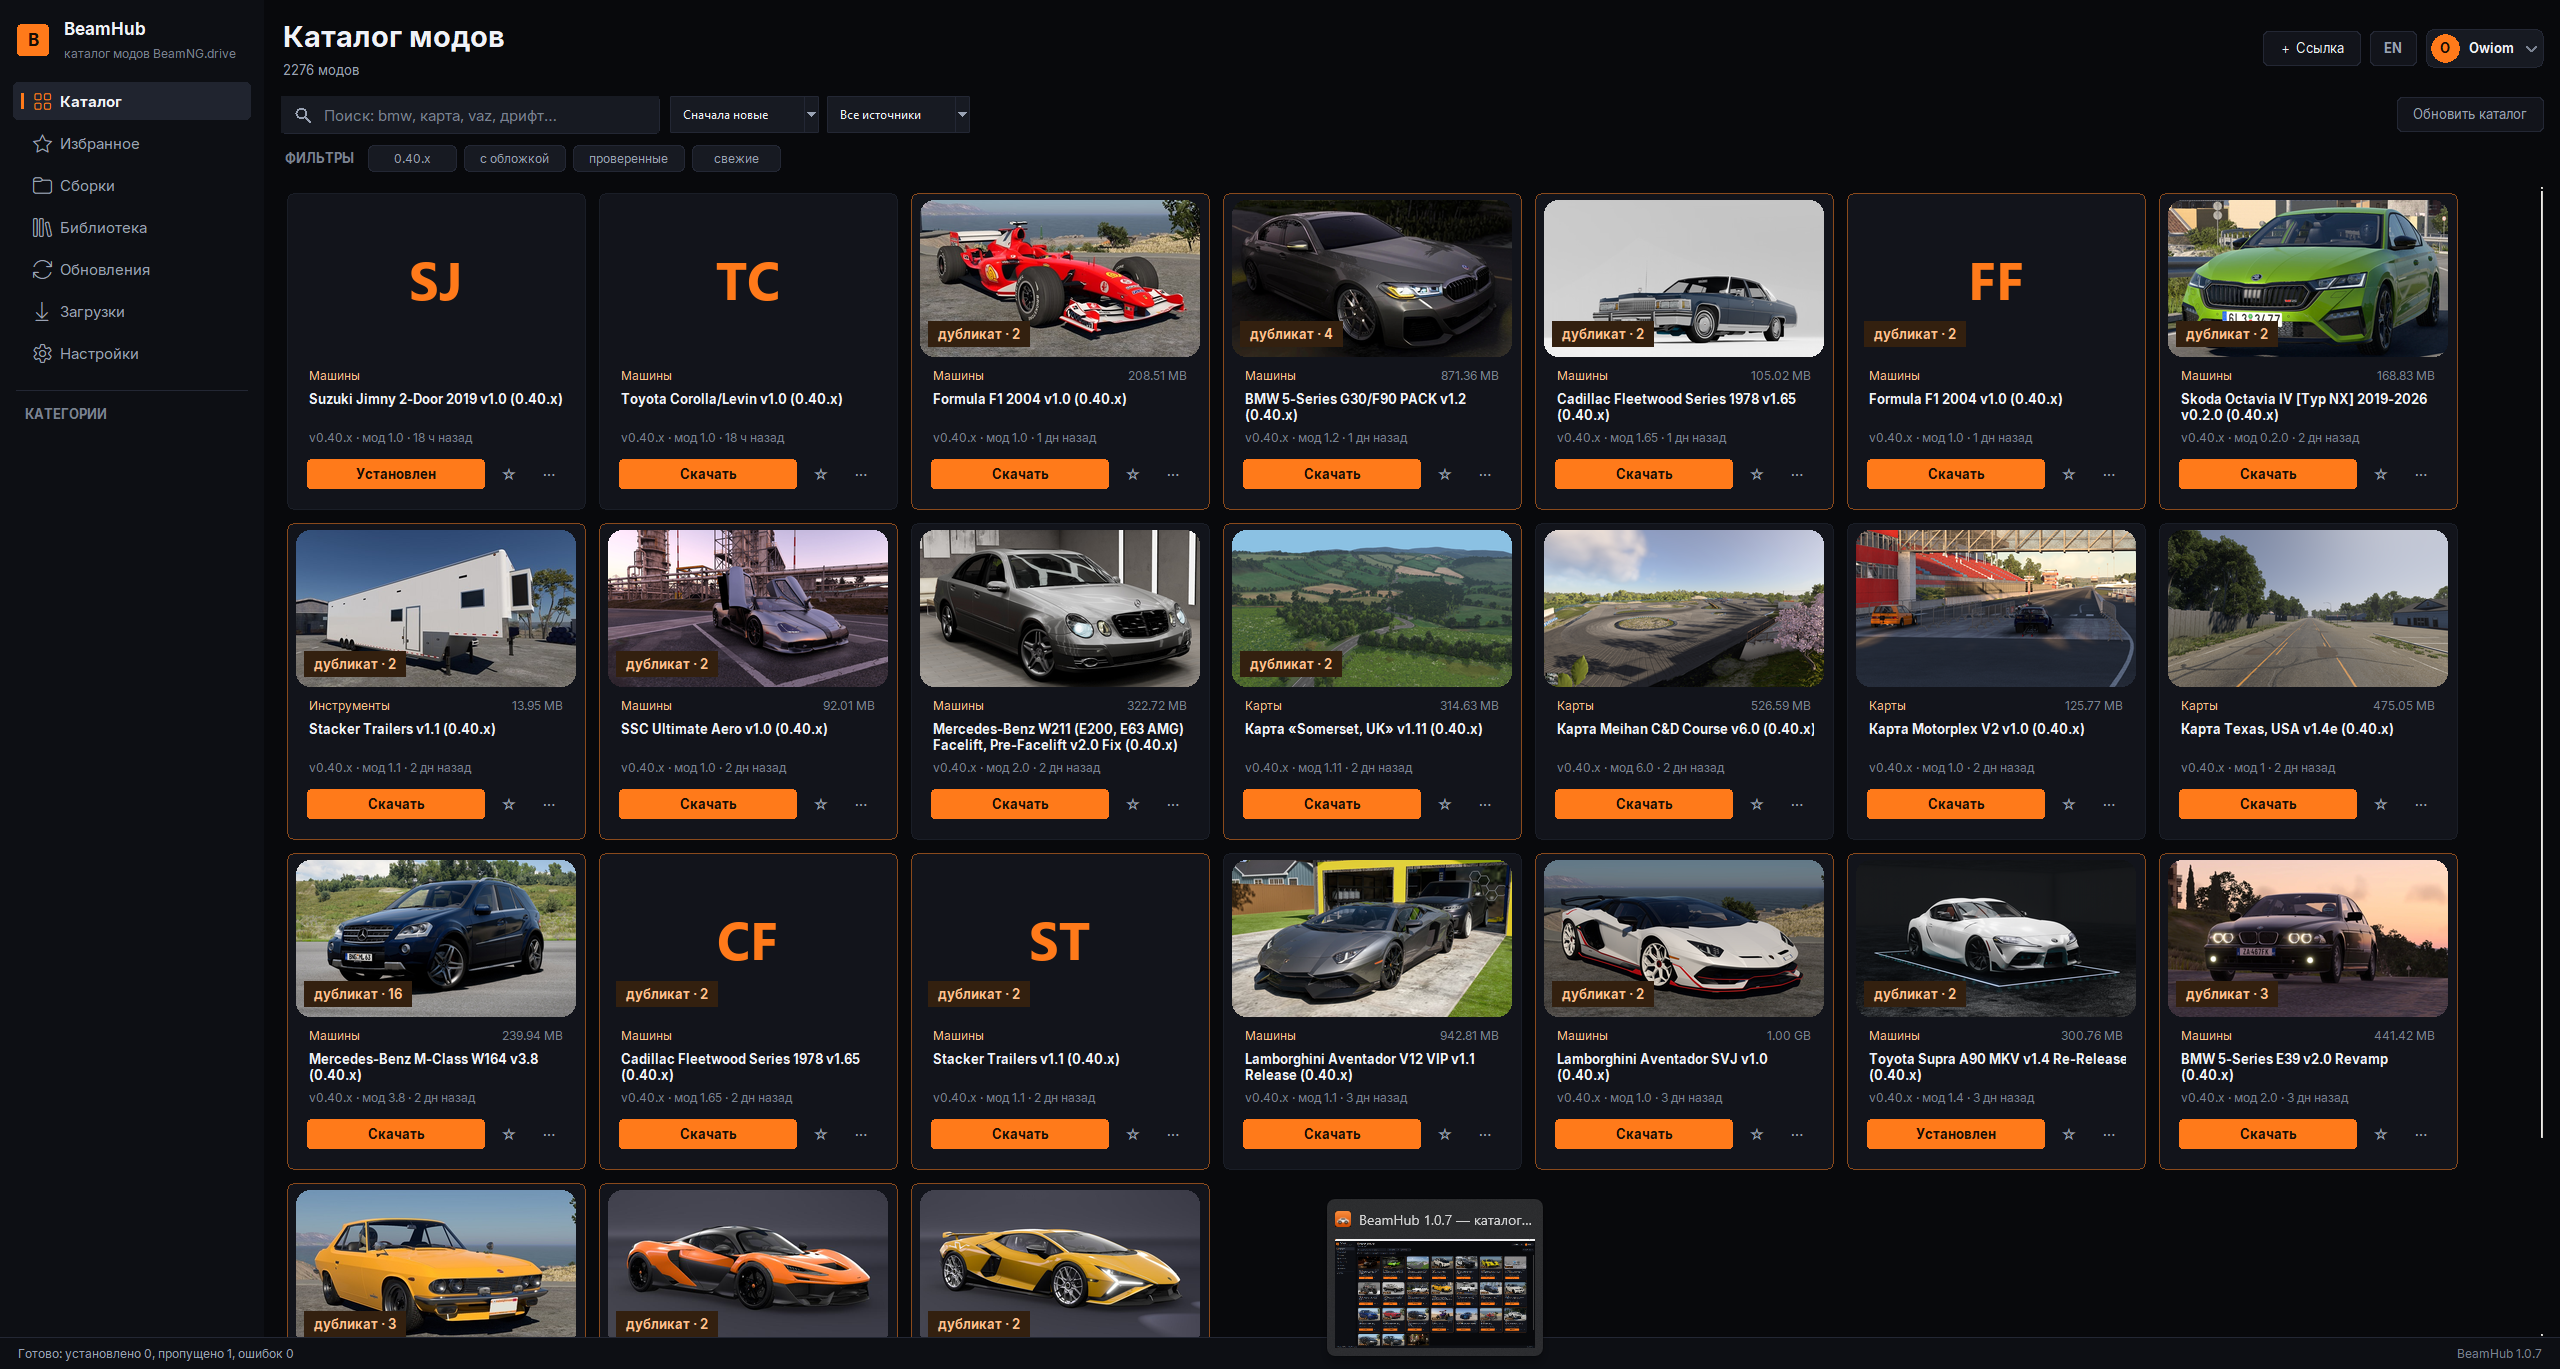 B
BeamHub
каталог модов BeamNG.drive
Каталог
Избранное
Сборки
Библиотека
Обновления
Загрузки
Настройки
КАТЕГОРИИ
Каталог модов
2276 модов
+ Ссылка
EN
O
Owiom
Поиск: bmw, карта, vaz, дрифт...
Сначала новые
Все источники
Обновить каталог
ФИЛЬТРЫ
0.40.x
с обложкой
проверенные
свежие
SJ
Машины
Suzuki Jimny 2-Door 2019 v1.0 (0.40.x)
v0.40.x · мод 1.0 · 18 ч назад
Установлен
TC
Машины
Toyota Corolla/Levin v1.0 (0.40.x)
v0.40.x · мод 1.0 · 18 ч назад
Скачать
дубликат · 2
Машины
208.51 MB
Formula F1 2004 v1.0 (0.40.x)
v0.40.x · мод 1.0 · 1 дн назад
Скачать
дубликат · 4
Машины
871.36 MB
BMW 5-Series G30/F90 PACK v1.2
(0.40.x)
v0.40.x · мод 1.2 · 1 дн назад
Скачать
дубликат · 2
Машины
105.02 MB
Cadillac Fleetwood Series 1978 v1.65
(0.40.x)
v0.40.x · мод 1.65 · 1 дн назад
Скачать
FF
дубликат · 2
Машины
Formula F1 2004 v1.0 (0.40.x)
v0.40.x · мод 1.0 · 1 дн назад
Скачать
дубликат · 2
Машины
168.83 MB
Skoda Octavia IV [Typ NX] 2019-2026
v0.2.0 (0.40.x)
v0.40.x · мод 0.2.0 · 2 дн назад
Скачать
дубликат · 2
Инструменты
13.95 MB
Stacker Trailers v1.1 (0.40.x)
v0.40.x · мод 1.1 · 2 дн назад
Скачать
дубликат · 2
Машины
92.01 MB
SSC Ultimate Aero v1.0 (0.40.x)
v0.40.x · мод 1.0 · 2 дн назад
Скачать
Машины
322.72 MB
Mercedes-Benz W211 (E200, E63 AMG)
Facelift, Pre-Facelift v2.0 Fix (0.40.x)
v0.40.x · мод 2.0 · 2 дн назад
Скачать
дубликат · 2
Карты
314.63 MB
Карта «Somerset, UK» v1.11 (0.40.x)
v0.40.x · мод 1.11 · 2 дн назад
Скачать
Карты
526.59 MB
Карта Meihan C&D Course v6.0 (0.40.x)
v0.40.x · мод 6.0 · 2 дн назад
Скачать
Карты
125.77 MB
Карта Motorplex V2 v1.0 (0.40.x)
v0.40.x · мод 1.0 · 2 дн назад
Скачать
Карты
475.05 MB
Карта Texas, USA v1.4e (0.40.x)
v0.40.x · мод 1 · 2 дн назад
Скачать
дубликат · 16
Машины
239.94 MB
Mercedes-Benz M-Class W164 v3.8
(0.40.x)
v0.40.x · мод 3.8 · 2 дн назад
Скачать
CF
дубликат · 2
Машины
Cadillac Fleetwood Series 1978 v1.65
(0.40.x)
v0.40.x · мод 1.65 · 2 дн назад
Скачать
ST
дубликат · 2
Машины
Stacker Trailers v1.1 (0.40.x)
v0.40.x · мод 1.1 · 2 дн назад
Скачать
Машины
942.81 MB
Lamborghini Aventador V12 VIP v1.1
Release (0.40.x)
v0.40.x · мод 1.1 · 3 дн назад
Скачать
дубликат · 2
Машины
1.00 GB
Lamborghini Aventador SVJ v1.0
(0.40.x)
v0.40.x · мод 1.0 · 3 дн назад
Скачать
дубликат · 2
Машины
300.76 MB
Toyota Supra A90 MKV v1.4 Re-Release
(0.40.x)
v0.40.x · мод 1.4 · 3 дн назад
Установлен
дубликат · 3
Машины
441.42 MB
BMW 5-Series E39 v2.0 Revamp
(0.40.x)
v0.40.x · мод 2.0 · 3 дн назад
Скачать
дубликат · 3
дубликат · 2
дубликат · 2
BeamHub 1.0.7 — каталог...
Готово: установлено 0, пропущено 1, ошибок 0
BeamHub 1.0.7